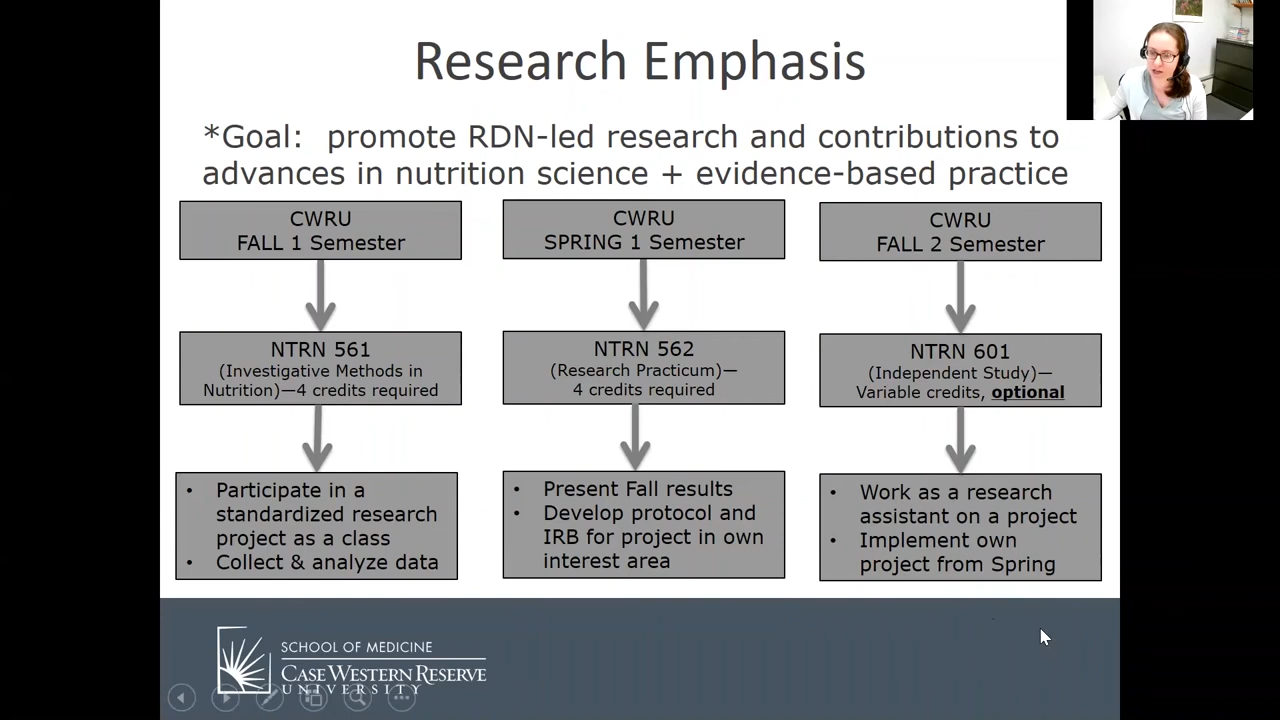 Research Emphasis
*Goal:  promote RDN-led research and contributions to
advances in nutrition science + evidence-based practice
CWRU
FALL 1 Semester
NTRN 561
(Investigative Methods in
Nutrition)—4 credits required
• Participate in a
standardized research
project as a class
• Collect & analyze data
CWRU
SPRING 1 Semester
NTRN 562
(Research Practicum)—
4 credits required
• Present Fall results
• Develop protocol and
IRB for project in own
interest area
CWRU
FALL 2 Semester
NTRN 601
(Independent Study)—
Variable credits, optional
• Work as a research
assistant on a project
• Implement own
project from Spring
SCHOOL OF MEDICINE
CASE WESTERN RESERVE
UNIVERSITY